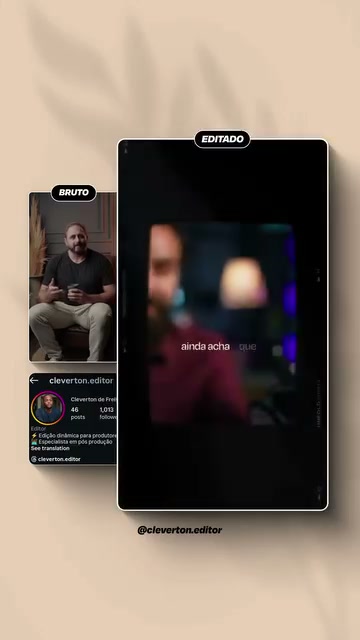 EDITADO
BRUTO
ainda acha que
cleverton.editor
Cleverton de Frei
46
1,013
posts
followe
Editor
⚡ Edição dinâmica para produtore
Especialista em pós produção
See translation
cleverton.editor
@cleverton.editor